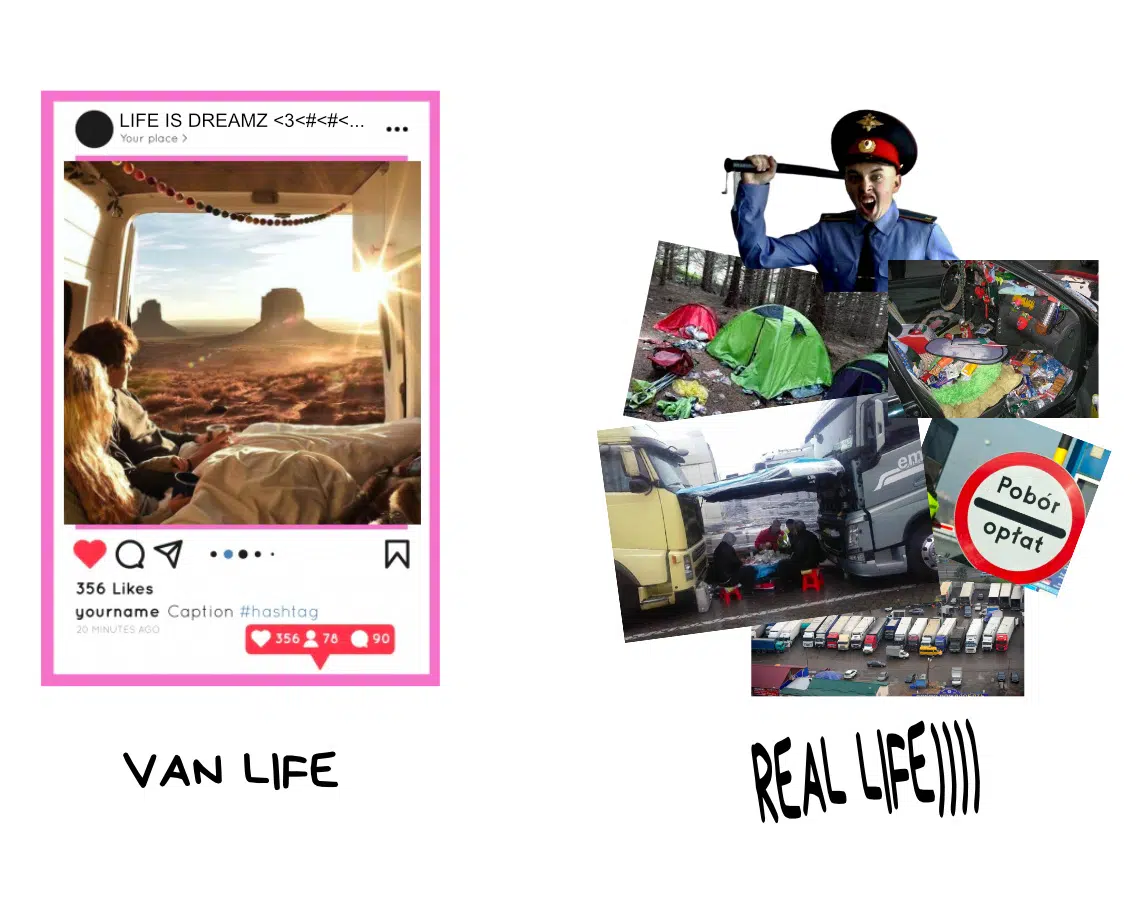 LIFE IS DREAMZ <3<#<#<...
Your place >
356 Likes
yourname Caption #hashtag
20 MINUTES AGO
356 78 90
em
Pobór
opłat
VAN LIFE
REAL LIFE))))